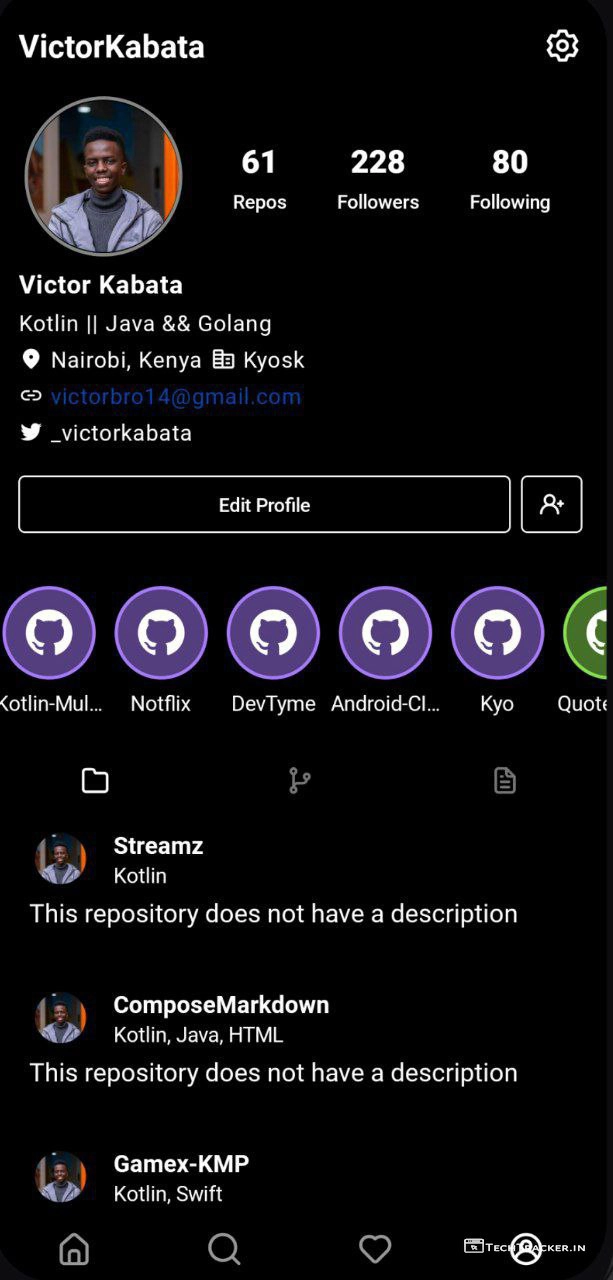 VictorKabata
61 228 80
Repos Followers Following
Victor Kabata
Kotlin || Java && Golang
Nairobi, Kenya Kyosk
victorbro14@gmail.com
_victorkabata
Edit Profile
Kotlin-Mul... Notflix DevTyme Android-CI... Kyo Quote
Streamz
Kotlin
This repository does not have a description
ComposeMarkdown
Kotlin, Java, HTML
This repository does not have a description
Gamex-KMP
Kotlin, Swift
TechTracker.in